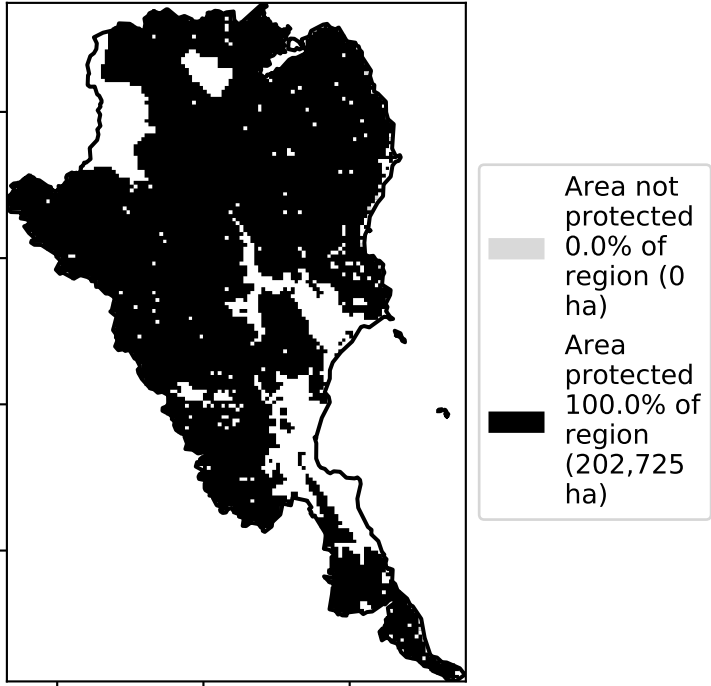 Area not
protected
0.0% of
region (0
ha)
Area
protected
100.0% of
region
(202,725
ha)